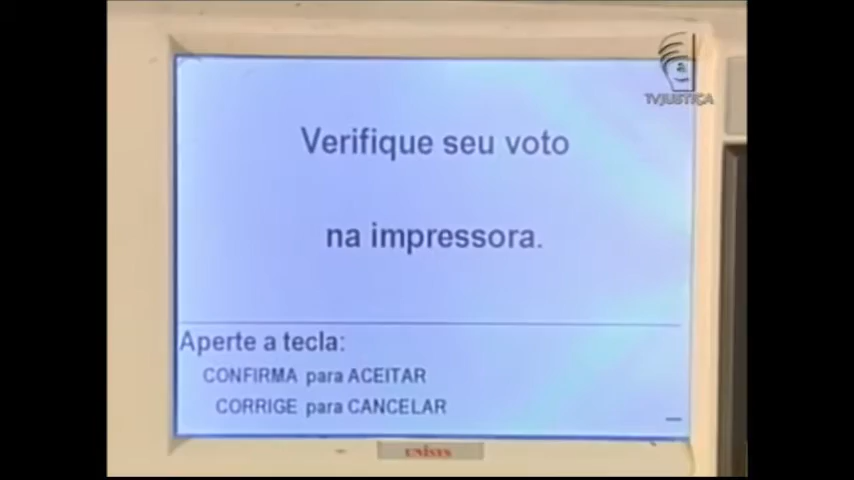 TVJUSTIÇA
Verifique seu voto
na impressora.
Aperte a tecla:
CONFIRMA para ACEITAR
CORRIGE para CANCELAR
UNISYS